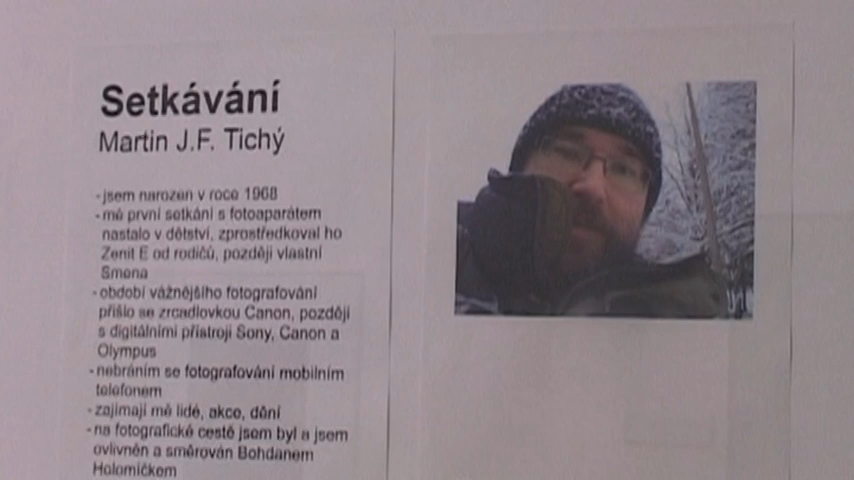 Setkávání
Martin J.F. Tichý
-jsem narozen v roce 1968
-mé první setkání s fotoaparátem
nastalo v dětství, zprostředkoval ho
Zenit E od rodičů, později vlastní
Smena
-období vážnějšího fotografování
přišlo se zrcadlovkou Canon, později
s digitálními přístroji Sony, Canon a
Olympus
-nebráním se fotografování mobilním
telefonem
-zajímají mě lidé, akce, dění
-na fotografické cestě jsem byl a jsem
ovlivněn a směrován Bohdanem
Holomíčkem